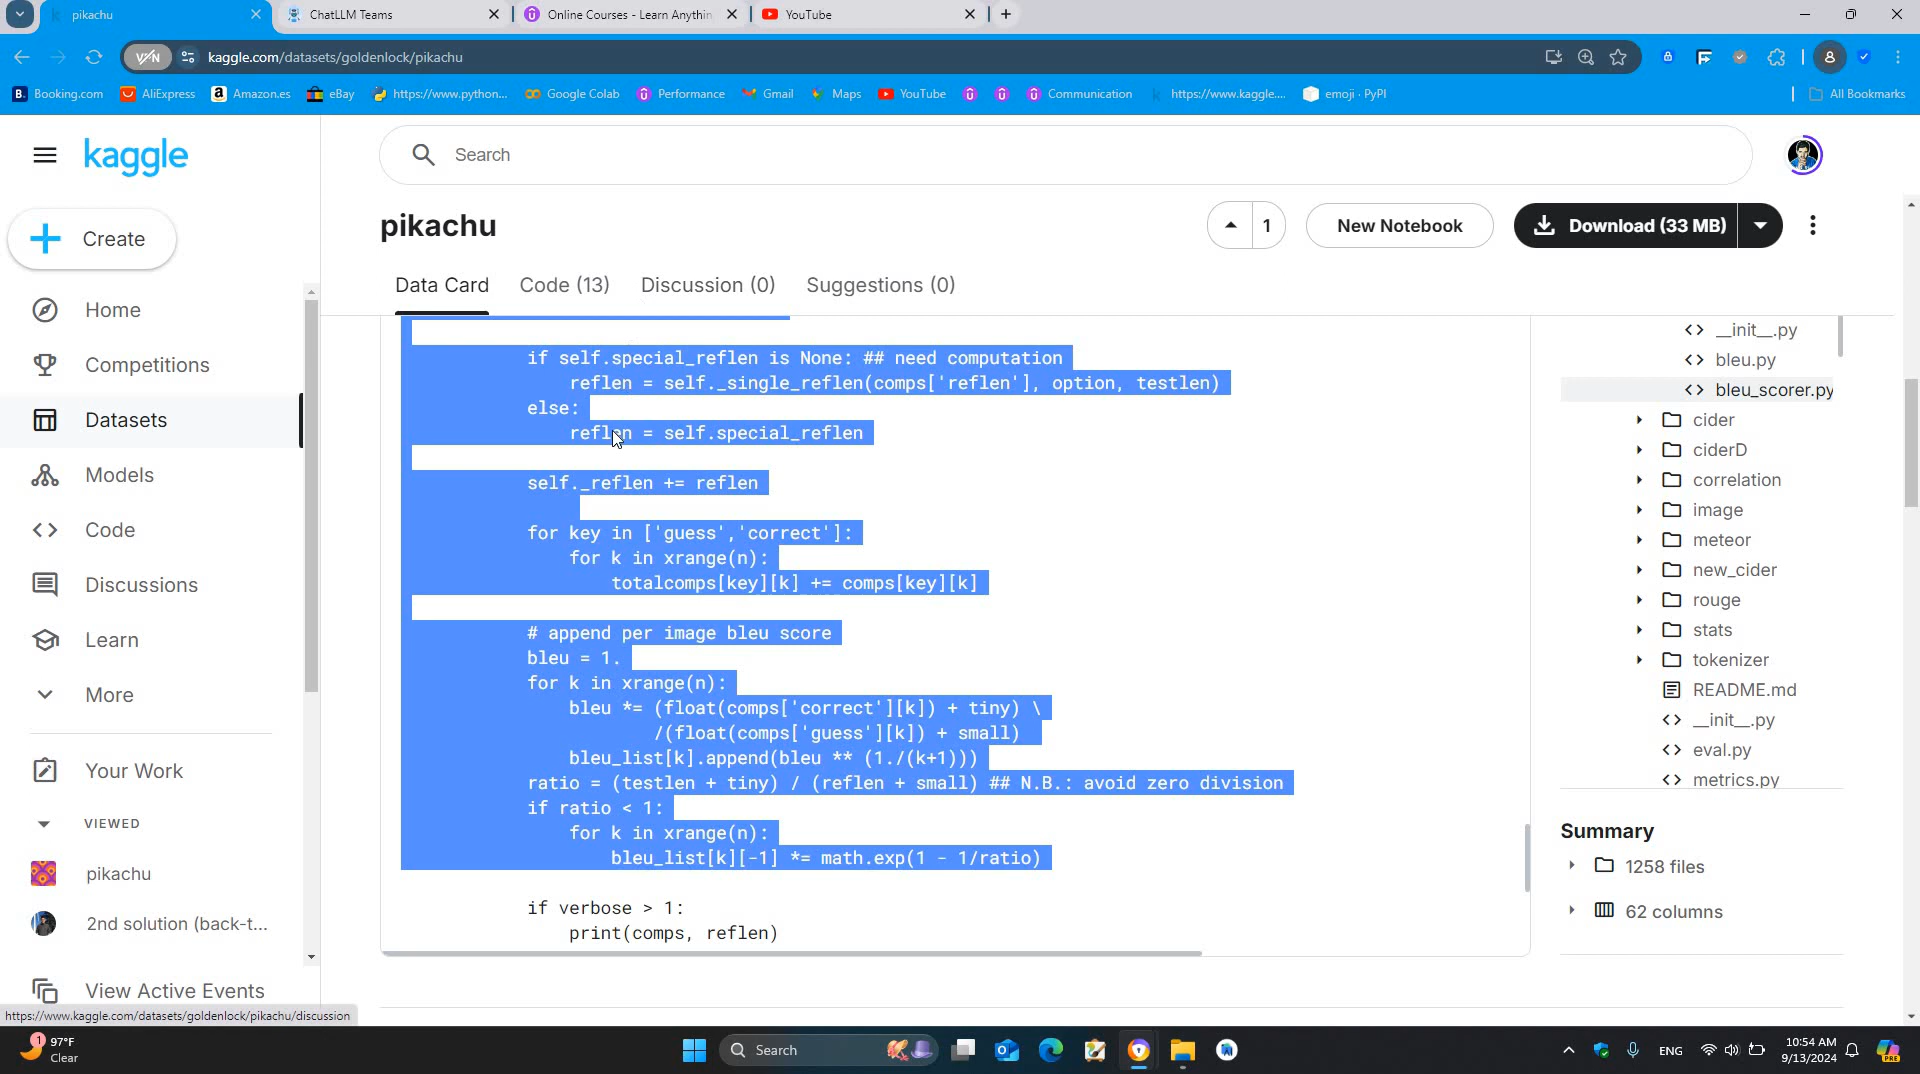 pikachu
ChatLLM Teams
Online Courses - Learn Anythin
YouTube
VPN
kaggle.com/datasets/goldenlock/pikachu
Booking.com
AliExpress
Amazon.es
eBay
https://www.python...
Google Colab
Performance
Gmail
Maps
YouTube
Communication
https://www.kaggle....
emoji · PyPI
All Bookmarks
kaggle
Search
Create
pikachu
1
New Notebook
Download (33 MB)
Data Card
Code (13)
Discussion (0)
Suggestions (0)
Home
Competitions
Datasets
Models
Code
Discussions
Learn
More
Your Work
VIEWED
pikachu
2nd solution (back-t...
View Active Events
https://www.kaggle.com/datasets/goldenlock/pikachu/discussion
if self.special_reflen is None: ## need computation
reflen = self._single_reflen(comps['reflen'], option, testlen)
else:
reflen = self.special_reflen
self._reflen += reflen
for key in ['guess','correct']:
for k in xrange(n):
totalcomps[key][k] += comps[key][k]
# append per image bleu score
bleu = 1.
for k in xrange(n):
bleu *= (float(comps['correct'][k]) + tiny) \
/(float(comps['guess'][k]) + small)
bleu_list[k].append(bleu ** (1./(k+1)))
ratio = (testlen + tiny) / (reflen + small) ## N.B.: avoid zero division
if ratio < 1:
for k in xrange(n):
bleu_list[k][-1] *= math.exp(1 - 1/ratio)
if verbose > 1:
print(comps, reflen)
__init__.py
bleu.py
bleu_scorer.py
cider
ciderD
correlation
image
meteor
new_cider
rouge
stats
tokenizer
README.md
__init__.py
eval.py
metrics.py
Summary
1258 files
62 columns
1
97°F
Clear
Search
ENG
10:54 AM
9/13/2024
PRE